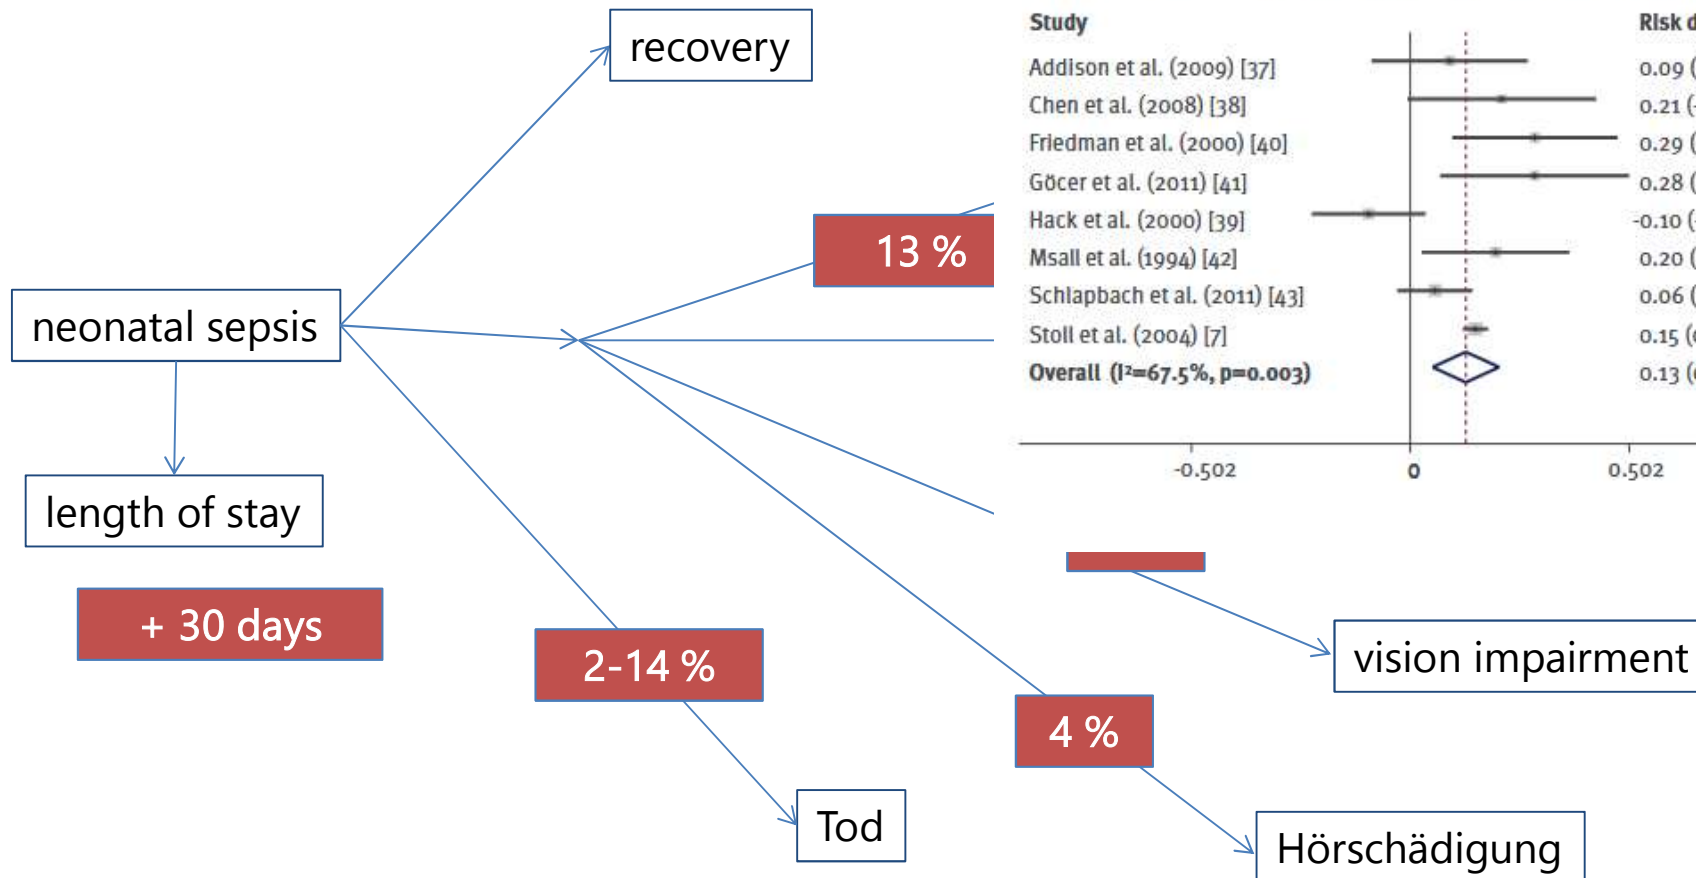 recovery
13 %
neonatal sepsis
length of stay
+ 30 days
2-14 %
Tod
4 %
vision impairment
Hörschädigung
Study
Risk d
Addison et al. (2009) [37]
0.09 (
Chen et al. (2008) [38]
0.21 (-
Friedman et al. (2000) [40]
0.29 (
Göcer et al. (2011) [41]
0.28 (
Hack et al. (2000) [39]
-0.10 (-
Msall et al. (1994) [42]
0.20 (
Schlapbach et al. (2011) [43]
0.06 (
Stoll et al. (2004) [7]
0.15 (
Overall (I²=67.5%, p=0.003)
0.13 (
-0.502 0 0.502